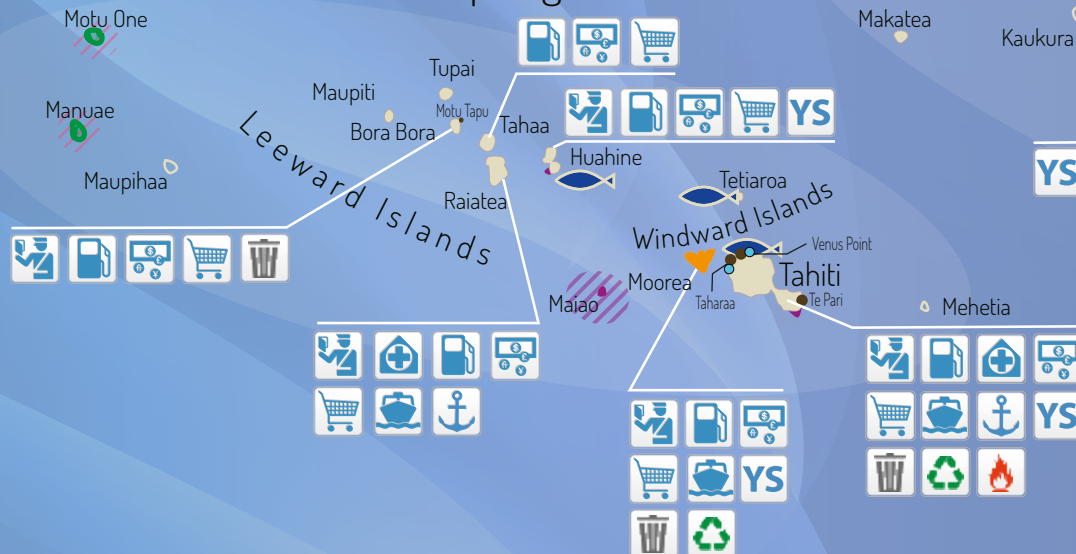 Motu One
Makatea
Kaukura
Tupai
Maupiti
Manuae
Motu Tapu
YS
Bora Bora
Tahaa
Huahine
Maupihaa
YS
Tetiaroa
Raiatea
Leeward Islands
Windward Islands
Venus Point
Moorea
Tahiti
Taharaa
Te Pari
Maiao
Mehetia
YS
YS